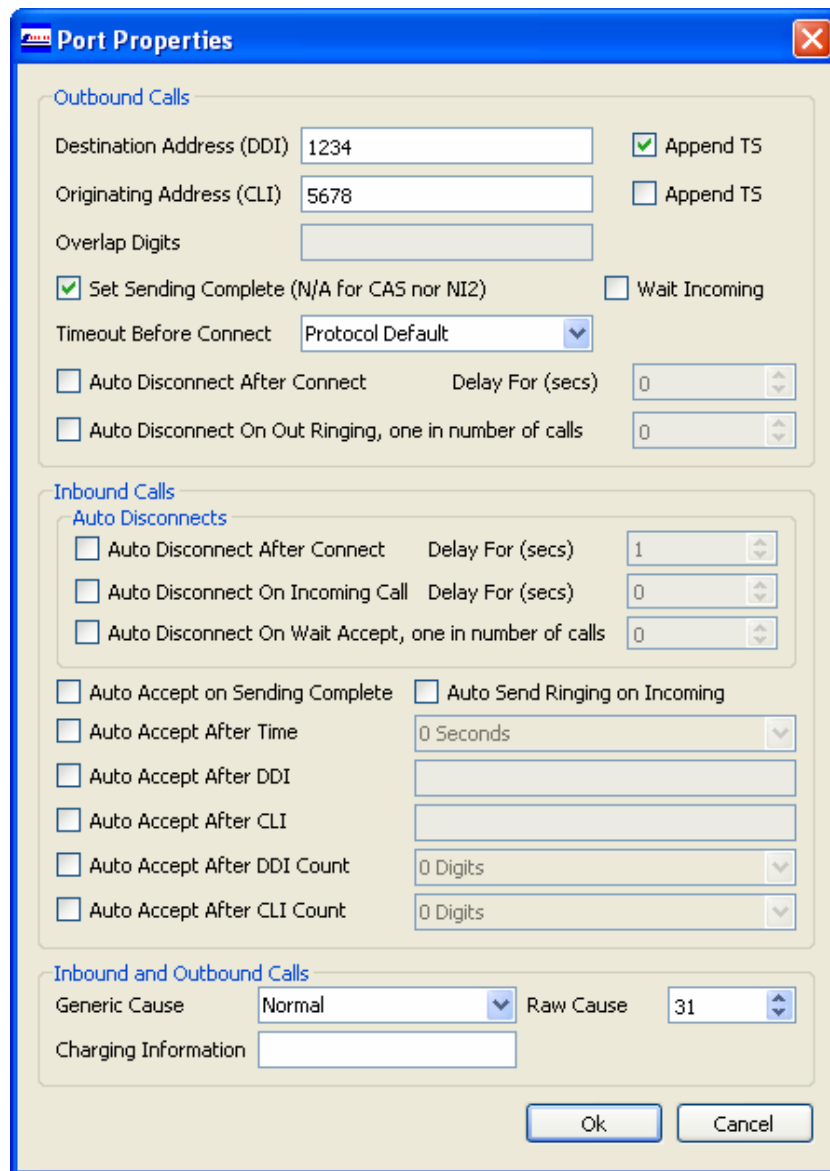 Port Properties
Outbound Calls
Destination Address (DDI) 1234 Append TS
Originating Address (CLI) 5678 Append TS
Overlap Digits
Set Sending Complete (N/A for CAS nor NI2) Wait Incoming
Timeout Before Connect Protocol Default
Auto Disconnect After Connect Delay For (secs) 0
Auto Disconnect On Out Ringing, one in number of calls 0
Inbound Calls
Auto Disconnects
Auto Disconnect After Connect Delay For (secs) 1
Auto Disconnect On Incoming Call Delay For (secs) 0
Auto Disconnect On Wait Accept, one in number of calls 0
Auto Accept on Sending Complete Auto Send Ringing on Incoming
Auto Accept After Time 0 Seconds
Auto Accept After DDI
Auto Accept After CLI
Auto Accept After DDI Count 0 Digits
Auto Accept After CLI Count 0 Digits
Inbound and Outbound Calls
Generic Cause Normal Raw Cause 31
Charging Information
Ok Cancel